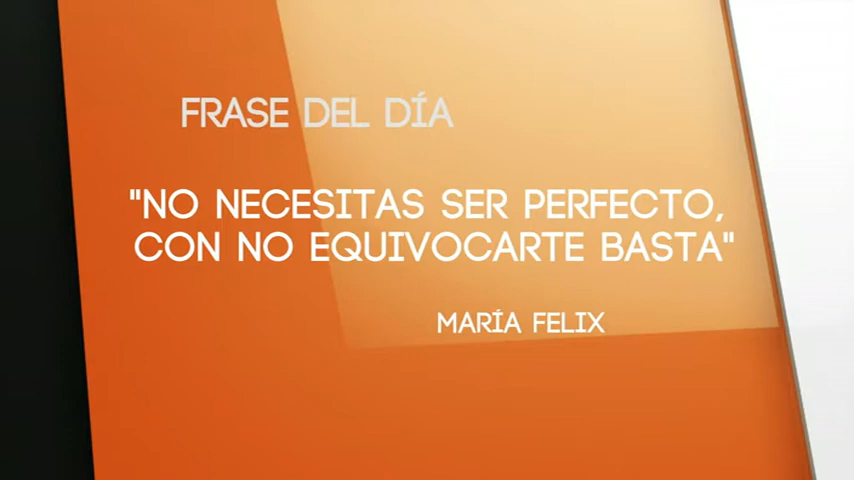 FRASE DEL DÍA
"NO NECESITAS SER PERFECTO,
CON NO EQUIVOCARTE BASTA"
MARÍA FELIX